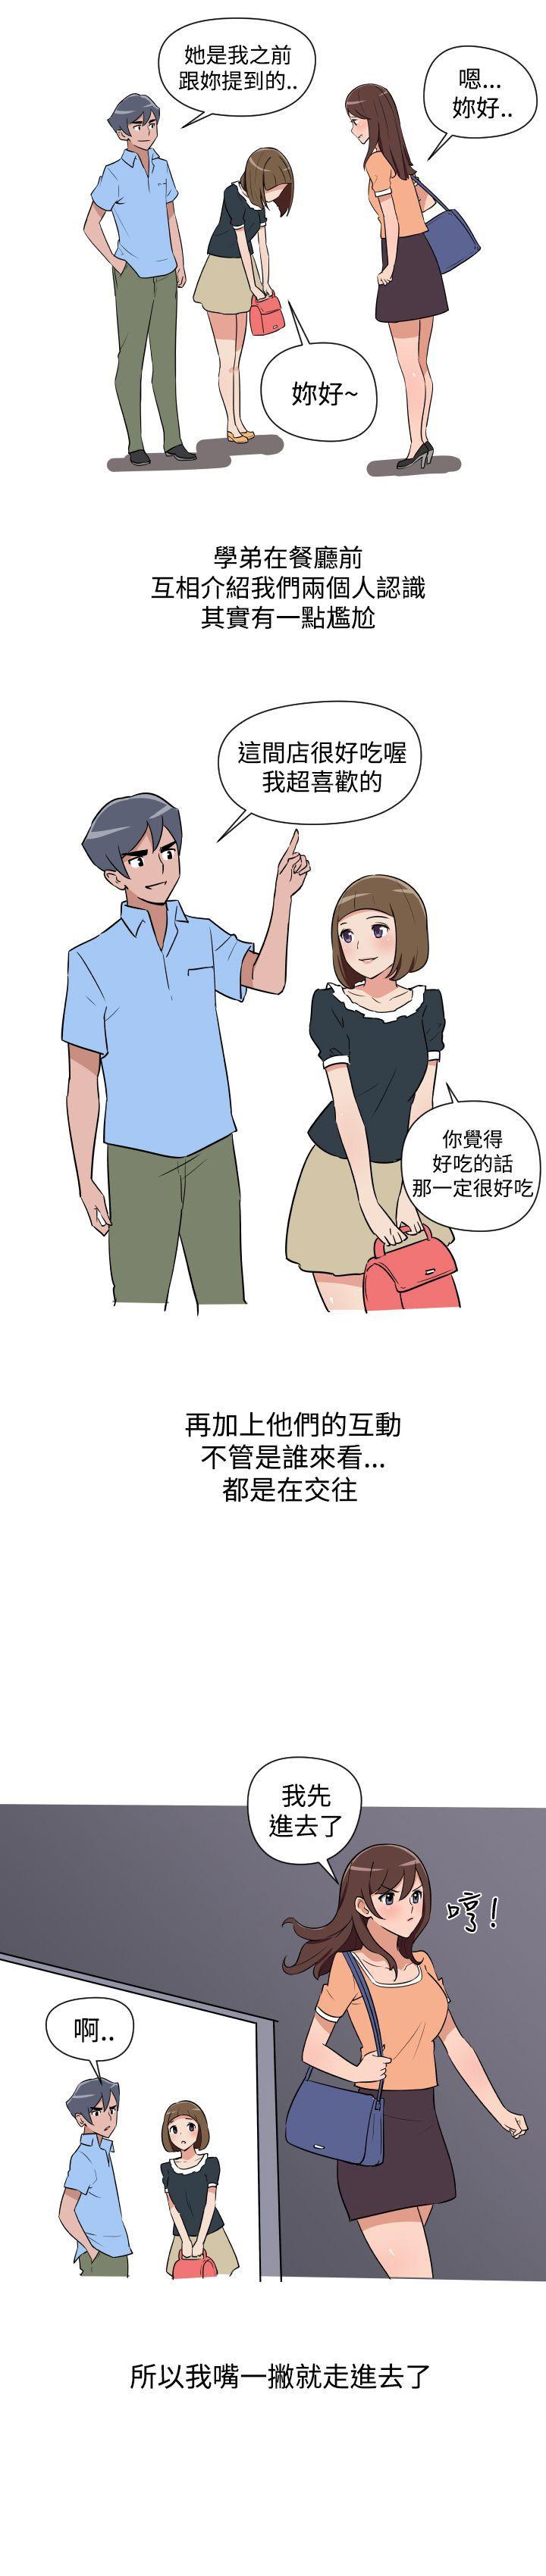 她是我之前
跟妳提到的..
嗯...
妳好..
妳好~
學弟在餐廳前
互相介紹我們兩個人認識
其實有一點尷尬
這間店很好吃喔
我超喜歡的
你覺得
好吃的話
那一定很好吃
再加上他們的互動
不管是誰來看...
都是在交往
我先
進去了
哼!
啊..
所以我嘴一撇就走進去了